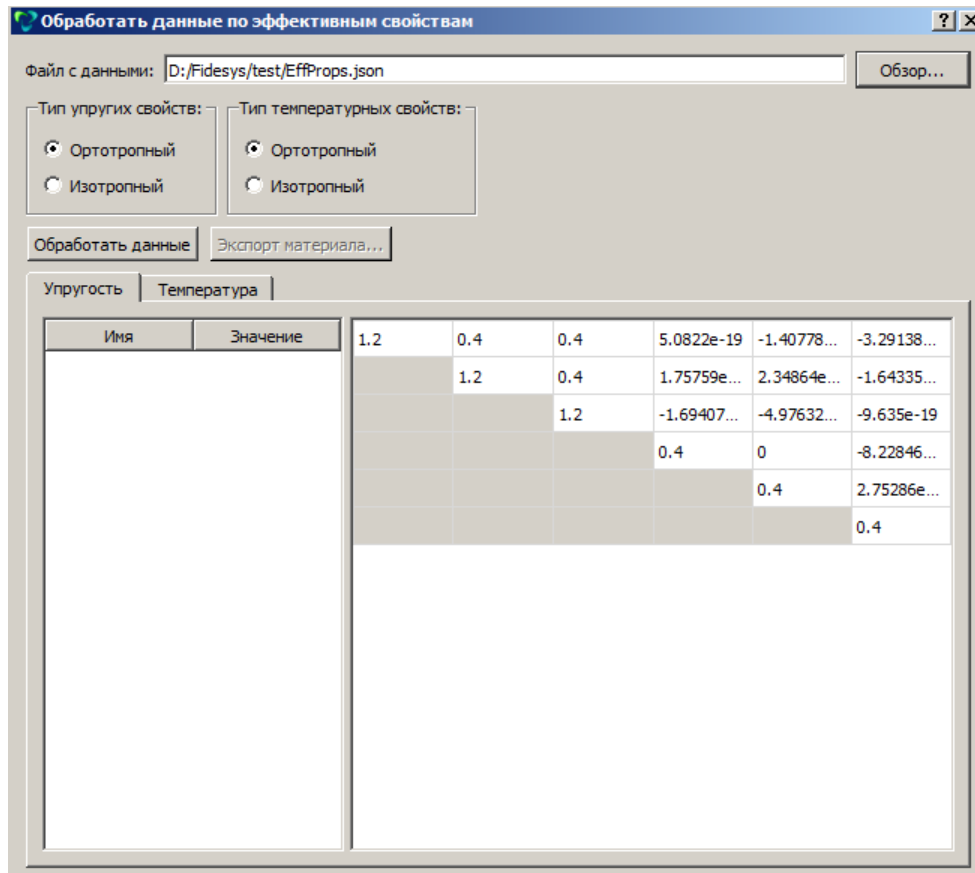 Обработать данные по эффективным свойствам
Файл с данными: D:/Fidesys/test/EffProps.json Обзор...
Тип упругих свойств: Тип температурных свойств:
Ортотропный Ортотропный
Изотропный Изотропный
Обработать данные Экспорт материала...
Упругость Температура
Имя Значение 1.2 0.4 0.4 5.0822e-19 -1.40778... -3.29138...
1.2 0.4 1.75759e... 2.34864e... -1.64335...
1.2 -1.69407... -4.97632... -9.635e-19
0.4 0 -8.22846...
0.4 2.75286e...
0.4